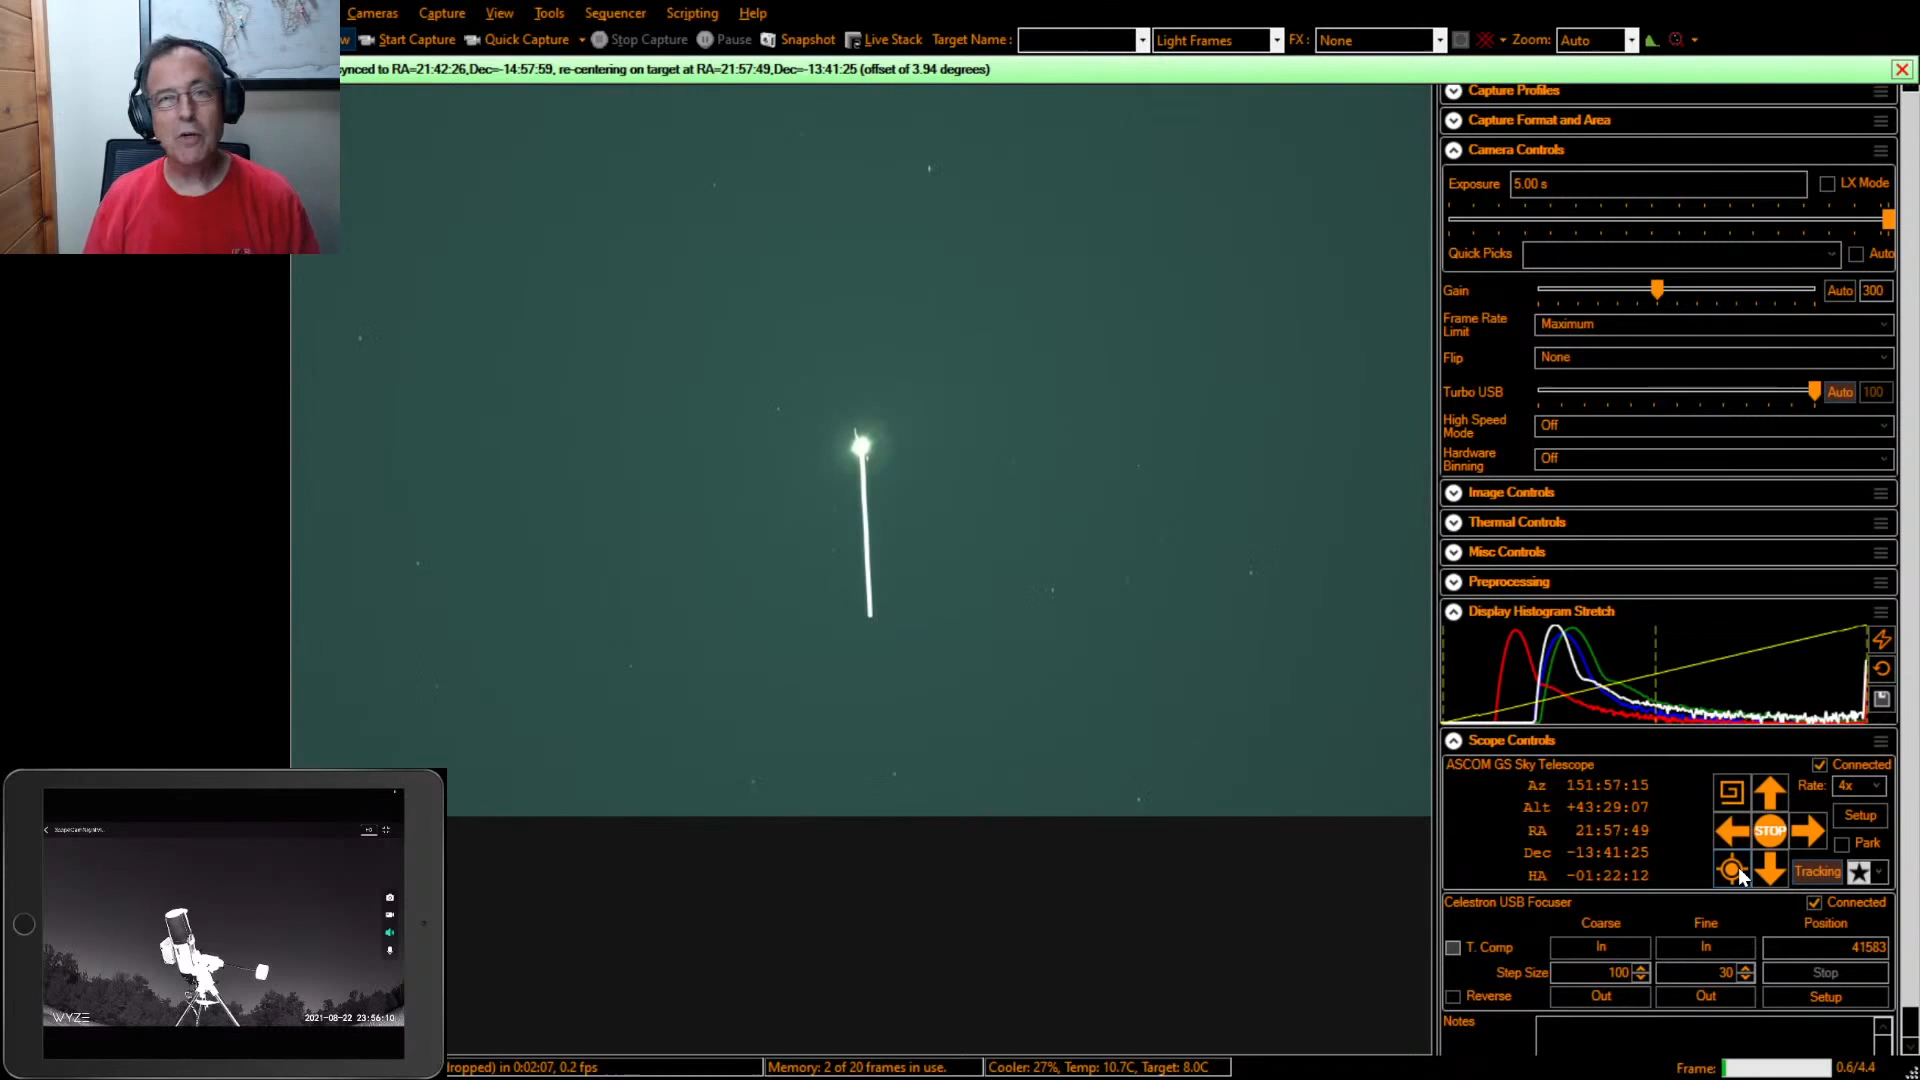 Cameras Capture View Tools Sequencer Scripting Help
w Start Capture Quick Capture Stop Capture Pause Snapshot Live Stack Target Name : Light Frames FX : None Zoom: Auto
synced to RA=21:42:26,Dec=-14:57:59, re-centering on target at RA=21:57:49,Dec=-13:41:25 (offset of 3.94 degrees)
Capture Profiles
Capture Format and Area
Camera Controls
Exposure 5.00 s LX Mode
Quick Picks Auto
Gain Auto 300
Frame Rate Limit Maximum
Flip None
Turbo USB Auto 100
High Speed Mode Off
Hardware Binning Off
Image Controls
Thermal Controls
Misc Controls
Preprocessing
Display Histogram Stretch
Scope Controls
ASCOM GS Sky Telescope Connected
Az 151:57:15 Rate: 4x
Alt +43:29:07 Setup
RA 21:57:49 STOP
Dec -13:41:25 Park
HA -01:22:12 Tracking
Celestron USB Focuser Connected
Coarse Fine Position
T. Comp In In 41583
Step Size 100 30 Stop
Reverse Out Out Setup
Notes
WYZE 2021-08-22 23:56:10
ropped) in 0:02:07, 0.2 fps Memory: 2 of 20 frames in use. Cooler: 27%, Temp: 10.7C, Target: 8.0C Frame: 0.6/4.4